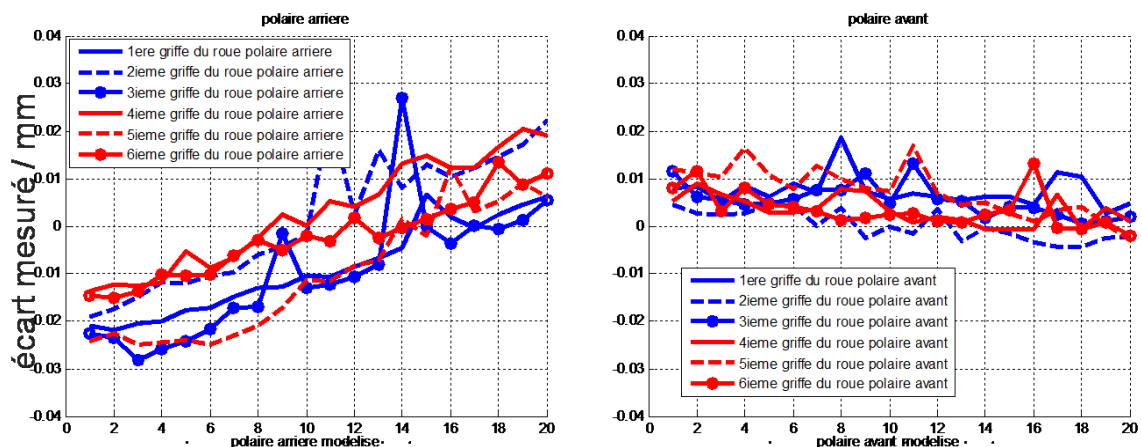 polaire arriere
0.04
0.03
0.02
0.01
0
-0.01
-0.02
-0.03
-0.04
écart mesuré/ mm
1ere griffe du roue polaire arriere
2ieme griffe du roue polaire arriere
3ieme griffe du roue polaire arriere
4ieme griffe du roue polaire arriere
5ieme griffe du roue polaire arriere
6ieme griffe du roue polaire arriere
0 2 4 6 8 10 12 14 16 18 20
polaire arriere modelise
polaire avant
0.04
0.03
0.02
0.01
0
-0.01
-0.02
-0.03
-0.04
1ere griffe du roue polaire avant
2ieme griffe du roue polaire avant
3ieme griffe du roue polaire avant
4ieme griffe du roue polaire avant
5ieme griffe du roue polaire avant
6ieme griffe du roue polaire avant
0 2 4 6 8 10 12 14 16 18 20
polaire avant modelise